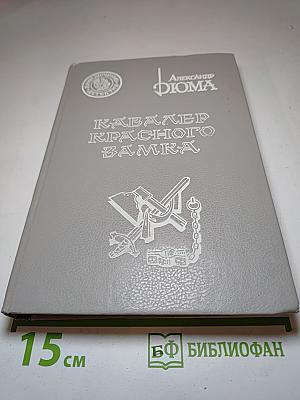 Александр
Дюма
КАВАЛЕР
КРАСНОГО
ЗАМКА
15 см
БФ БИБЛИОФАН